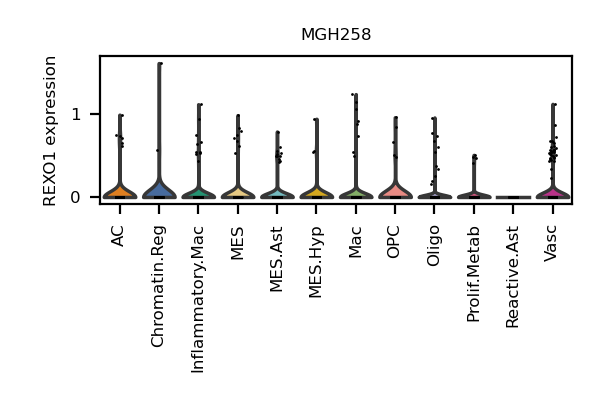 MGH258
REXO1 expression
1
0
AC
Chromatin.Reg
Inflammatory.Mac
MES
MES.Ast
MES.Hyp
Mac
OPC
Oligo
Prolif.Metab
Reactive.Ast
Vasc